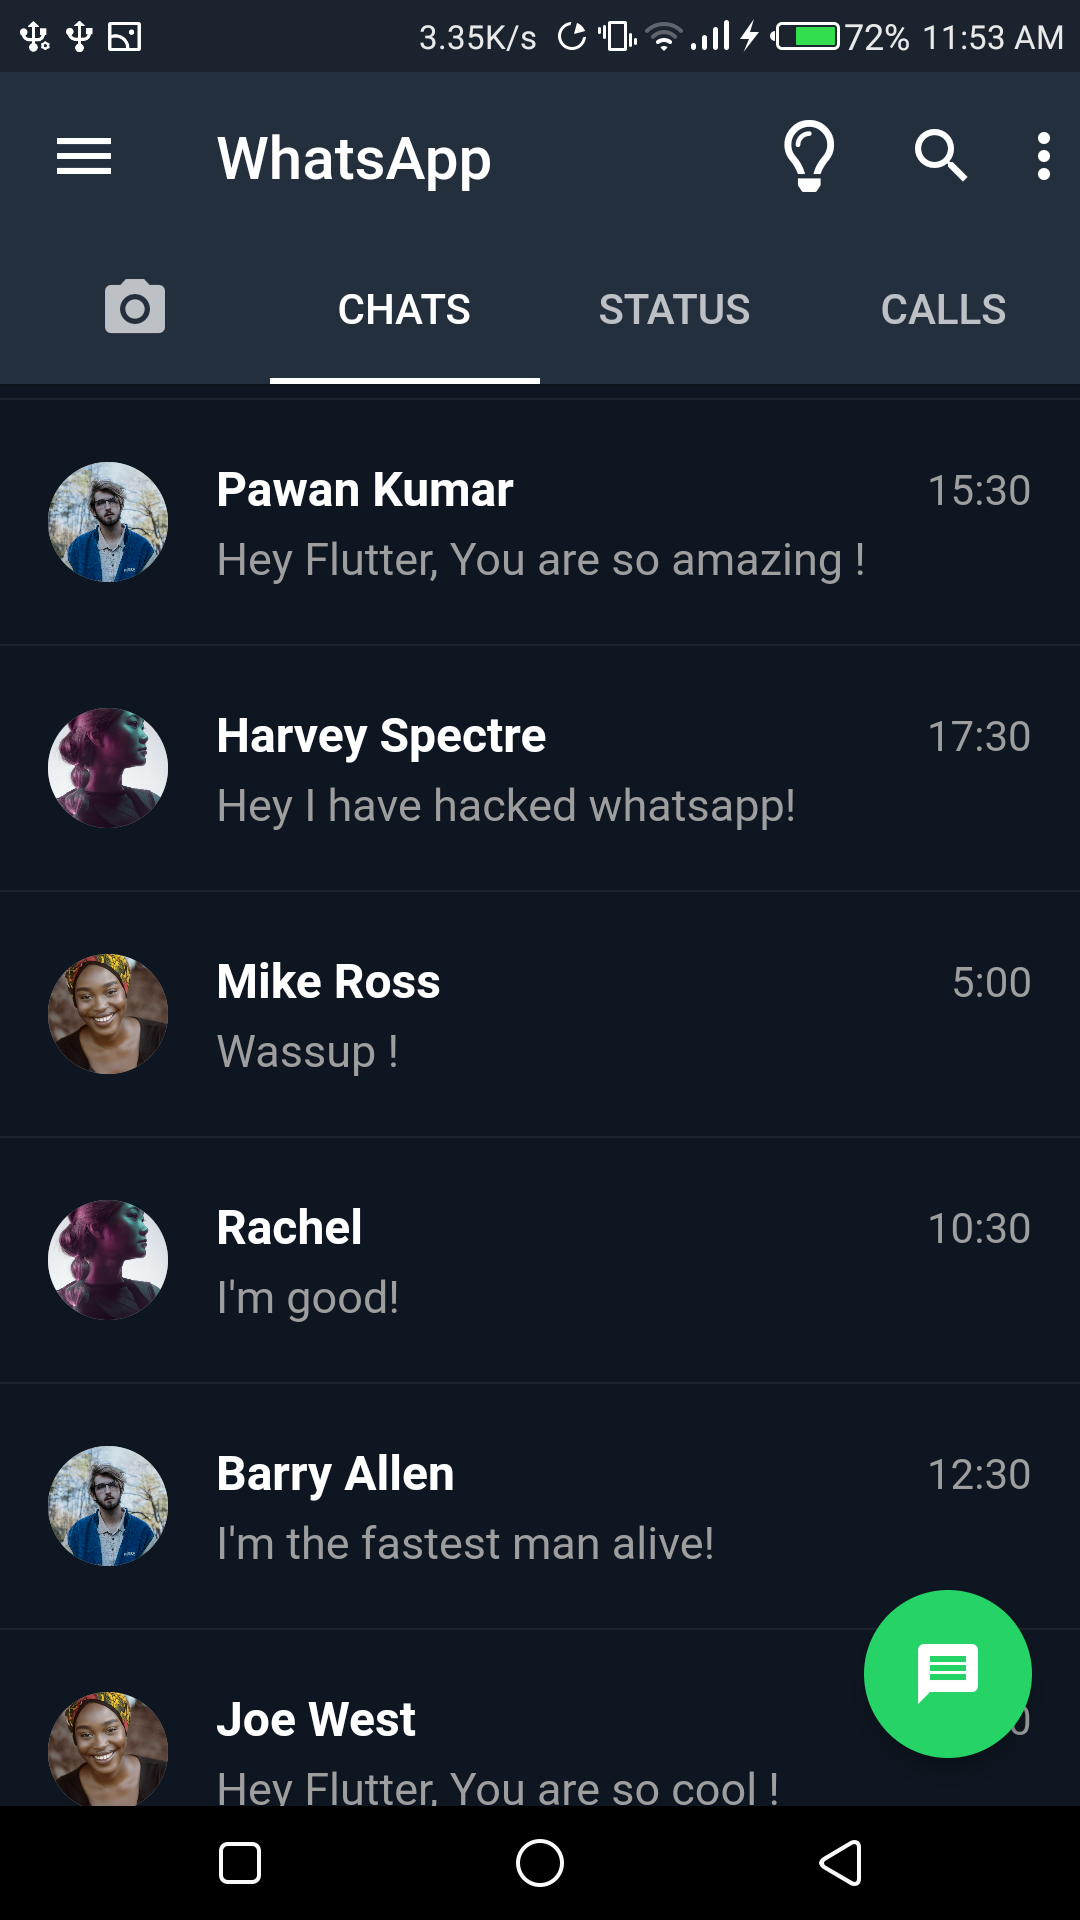 3.35K/s 72% 11:53 AM
WhatsApp
CHATS STATUS CALLS
Pawan Kumar 15:30
Hey Flutter, You are so amazing !
Harvey Spectre 17:30
Hey I have hacked whatsapp!
Mike Ross 5:00
Wassup !
Rachel 10:30
I'm good!
Barry Allen 12:30
I'm the fastest man alive!
Joe West
Hey Flutter, You are so cool !